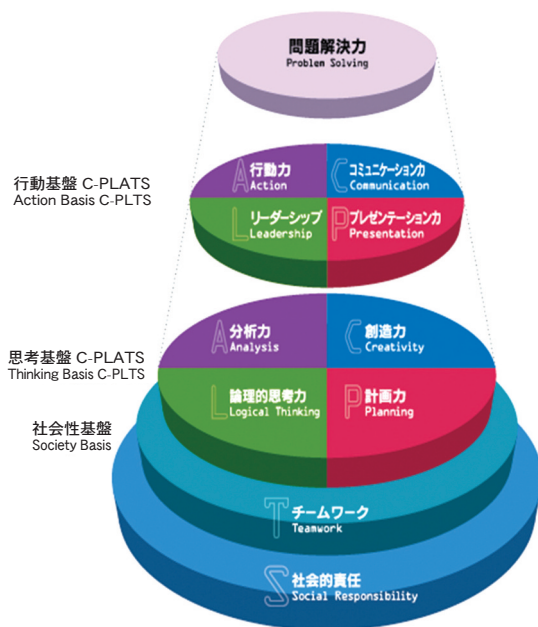 問題解決力
Problem Solving
行動基盤 C-PLATS
Action Basis C-PLTS
A 行動力
Action
C コミュニケーション力
Communication
L リーダーシップ
Leadership
P プレゼンテーション力
Presentation
思考基盤 C-PLATS
Thinking Basis C-PLTS
A 分析力
Analysis
C 創造力
Creativity
L 論理的思考力
Logical Thinking
P 計画力
Planning
社会性基盤
Society Basis
T チームワーク
Teamwork
S 社会的責任
Social Responsibility